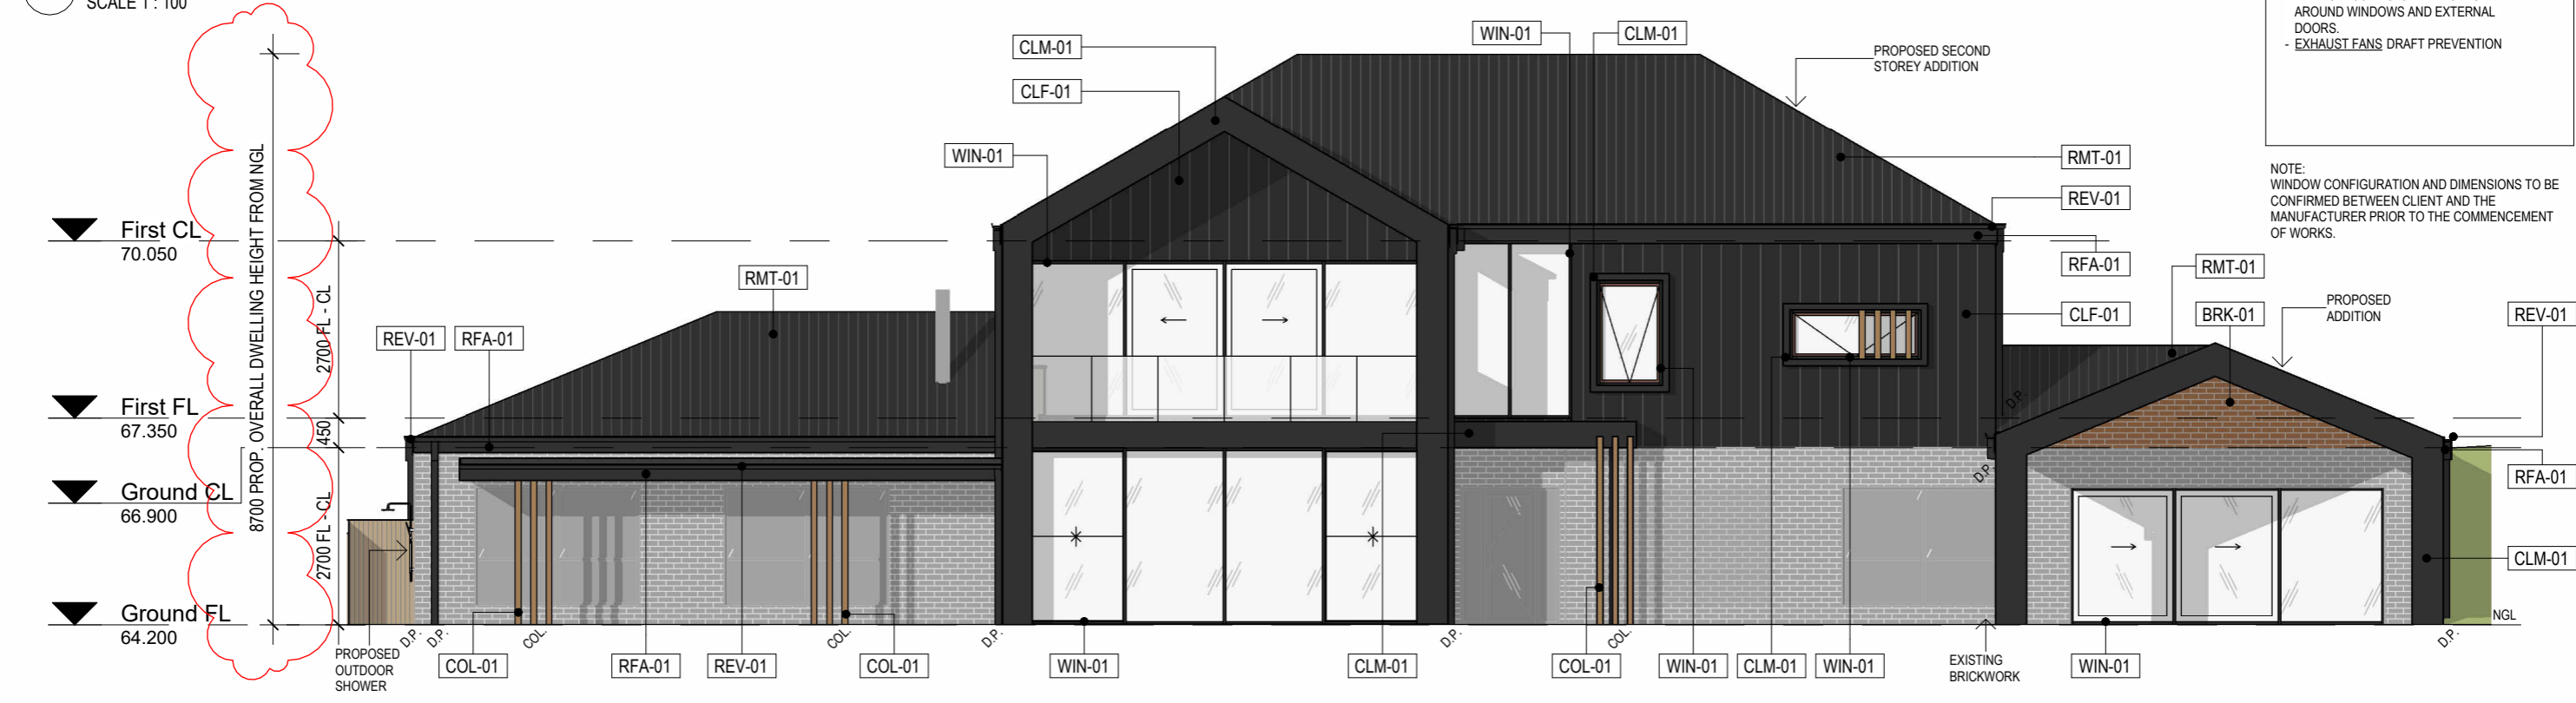 SCALE 1 : 100
AROUND WINDOWS AND EXTERNAL
DOORS.
- EXHAUST FANS DRAFT PREVENTION
NOTE:
WINDOW CONFIGURATION AND DIMENSIONS TO BE
CONFIRMED BETWEEN CLIENT AND THE
MANUFACTURER PRIOR TO THE COMMENCEMENT
OF WORKS.
WIN-01
CLM-01
CLM-01
CLF-01
WIN-01
PROPOSED SECOND
STOREY ADDITION
RMT-01
REV-01
RFA-01
CLF-01
RMT-01
BRK-01
PROPOSED
ADDITION
REV-01
RFA-01
CLM-01
NGL
First CL
70.050
First FL
67.350
Ground CL
66.900
Ground FL
64.200
8700 PROP. OVERALL DWELLING HEIGHT FROM NGL
2700 FL - CL
450
2700 FL - CL
RMT-01
REV-01
RFA-01
D.P.
D.P.
PROPOSED
OUTDOOR
SHOWER
D.P.
D.P.
COL.
COL.
D.P.
D.P.
COL.
D.P.
COL-01
RFA-01
REV-01
COL-01
WIN-01
CLM-01
COL-01
WIN-01
CLM-01
WIN-01
EXISTING
BRICKWORK
WIN-01